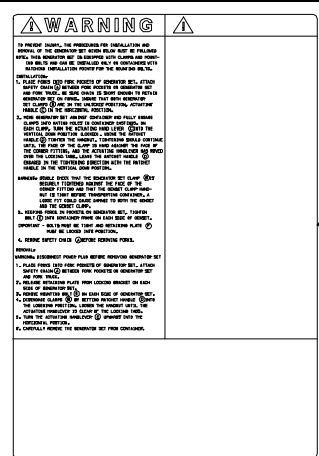 WARNING
TO PREVENT INJURY, THE PROCEDURES FOR INSTALLATION AND
REMOVAL OF THE GENERATOR SET GIVEN BELOW MUST BE FOLLOWED
NOTE: THIS GENERATOR SET IS EQUIPPED WITH CLAMPS AND MOUNT-
ING BOLTS AND CAN BE INSTALLED ONLY ON CONTAINERS WITH
MATCHING INSTALLATION POINTS FOR THE MOUNTING BOLTS.
INSTALLATION:
1. PLACE FORKS INTO FORK POCKETS OF GENERATOR SET. ATTACH
SAFETY CHAIN A BETWEEN FORK POCKETS ON GENERATOR SET
AND FORK TRUCK. BE SURE CHAIN IS SHORT ENOUGH TO RETAIN
GENERATOR SET ON FORKS. INSURE THAT BOTH GENERATOR
SET CLAMPS B ARE IN THE UNLOCKED POSITION, ACTUATING
HANDLE C IN THE HORIZONTAL POSITION.
2. MOVE GENERATOR SET AGAINST CONTAINER AND FULLY ENGAGE
CLAMPS INTO MATING HOLES IN CONTAINER CASTINGS. ON
EACH CLAMP, TURN THE ACTUATING HAND LEVER C INTO THE
VERTICAL DOWN POSITION. USING THE RATCHET
HANDLE D TIGHTEN THE HANDNUT. TIGHTENING SHOULD CONTINUE
UNTIL THE FACE OF THE CLAMP IS HARD AGAINST THE FACE OF
THE CORNER FITTING, AND THE ACTUATING HANDLEVER HAS MOVED
OVER THE LOCKING TABLE. LEAVE THE RATCHET HANDLE D
ENGAGED IN THE TIGHTENING DIRECTION WITH THE RATCHET
HANDLE IN THE VERTICAL DOWN POSITION.
WARNING: DOUBLE CHECK THAT THE GENERATOR SET CLAMP B IS
SECURELY TIGHTENED AGAINST THE FACE OF THE
CORNER FITTING AND THAT THE GENSET CLAMP HAND-
NUT IS TIGHT BEFORE TRANSPORTING CONTAINER. A
LOOSE FIT COULD CAUSE DAMAGE TO BOTH THE GENSET
AND THE GENSET CLAMP.
3. KEEPING FORKS IN POCKETS ON GENERATOR SET, TIGHTEN
BOLT E INTO CONTAINER FRAME ON EACH SIDE OF GENSET.
IMPORTANT - BOLTS MUST BE TIGHT AND RETAINING PLATE F
MUST BE LOCKED INTO POSITION.
4. REMOVE SAFETY CHAIN A BEFORE REMOVING FORKS.
REMOVAL:
WARNING: DISCONNECT POWER PLUG BEFORE REMOVING GENERATOR SET
1. PLACE FORKS INTO FORK POCKETS OF GENERATOR SET. ATTACH
SAFETY CHAIN A BETWEEN FORK POCKETS ON GENERATOR SET
AND FORK TRUCK.
2. RELEASE RETAINING PLATE FROM LOCKING BRACKET ON EACH
SIDE OF GENERATOR SET.
3. REMOVE MOUNTING BOLT E ON EACH SIDE OF GENERATOR SET.
4. DISENGAGE CLAMPS B BY SETTING RATCHET HANDLE D INTO
THE LOOSENING POSITION. LOOSEN THE HANDNUT UNTIL THE
ACTUATING HANDLEVER IS CLEAR OF THE LOCKING
5. TURN THE ACTUATING HANDLEVER C UPWARDS INTO THE
HORIZONTAL POSITION.
6. CAREFULLY REMOVE THE GENERATOR SET FROM CONTAINER.